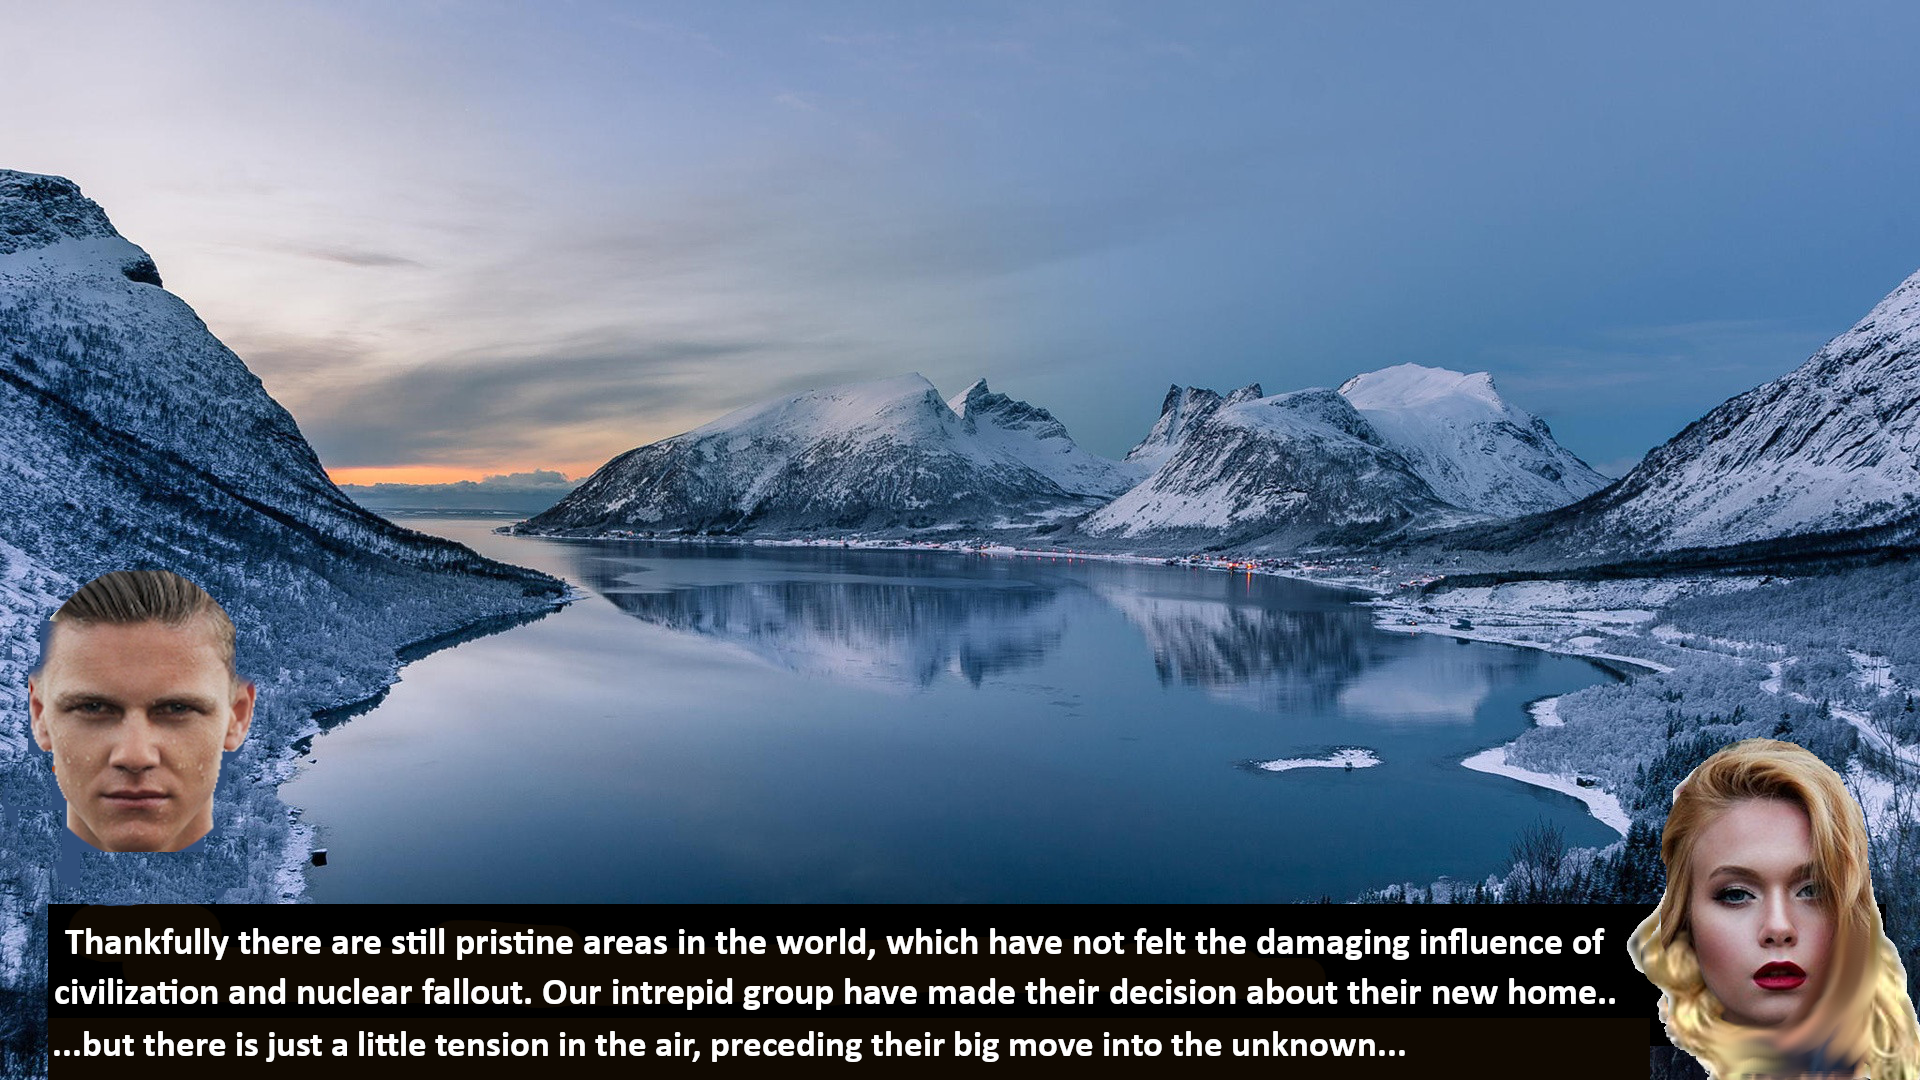 Thankfully there are still pristine areas in the world, which have not felt the damaging influence of
civilization and nuclear fallout. Our intrepid group have made their decision about their new home..
...but there is just a little tension in the air, preceding their big move into the unknown...